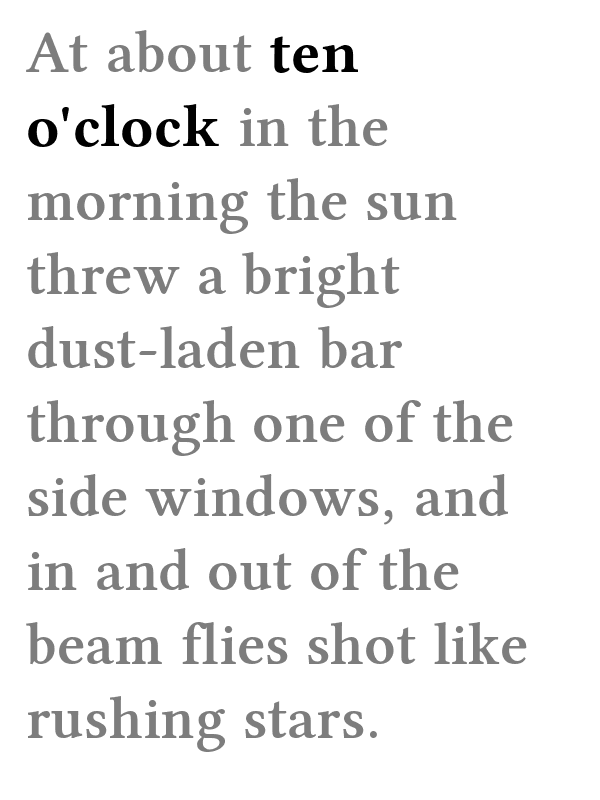 At about ten
o'clock in the
morning the sun
threw a bright
dust-laden bar
through one of the
side windows, and
in and out of the
beam flies shot like
rushing stars.